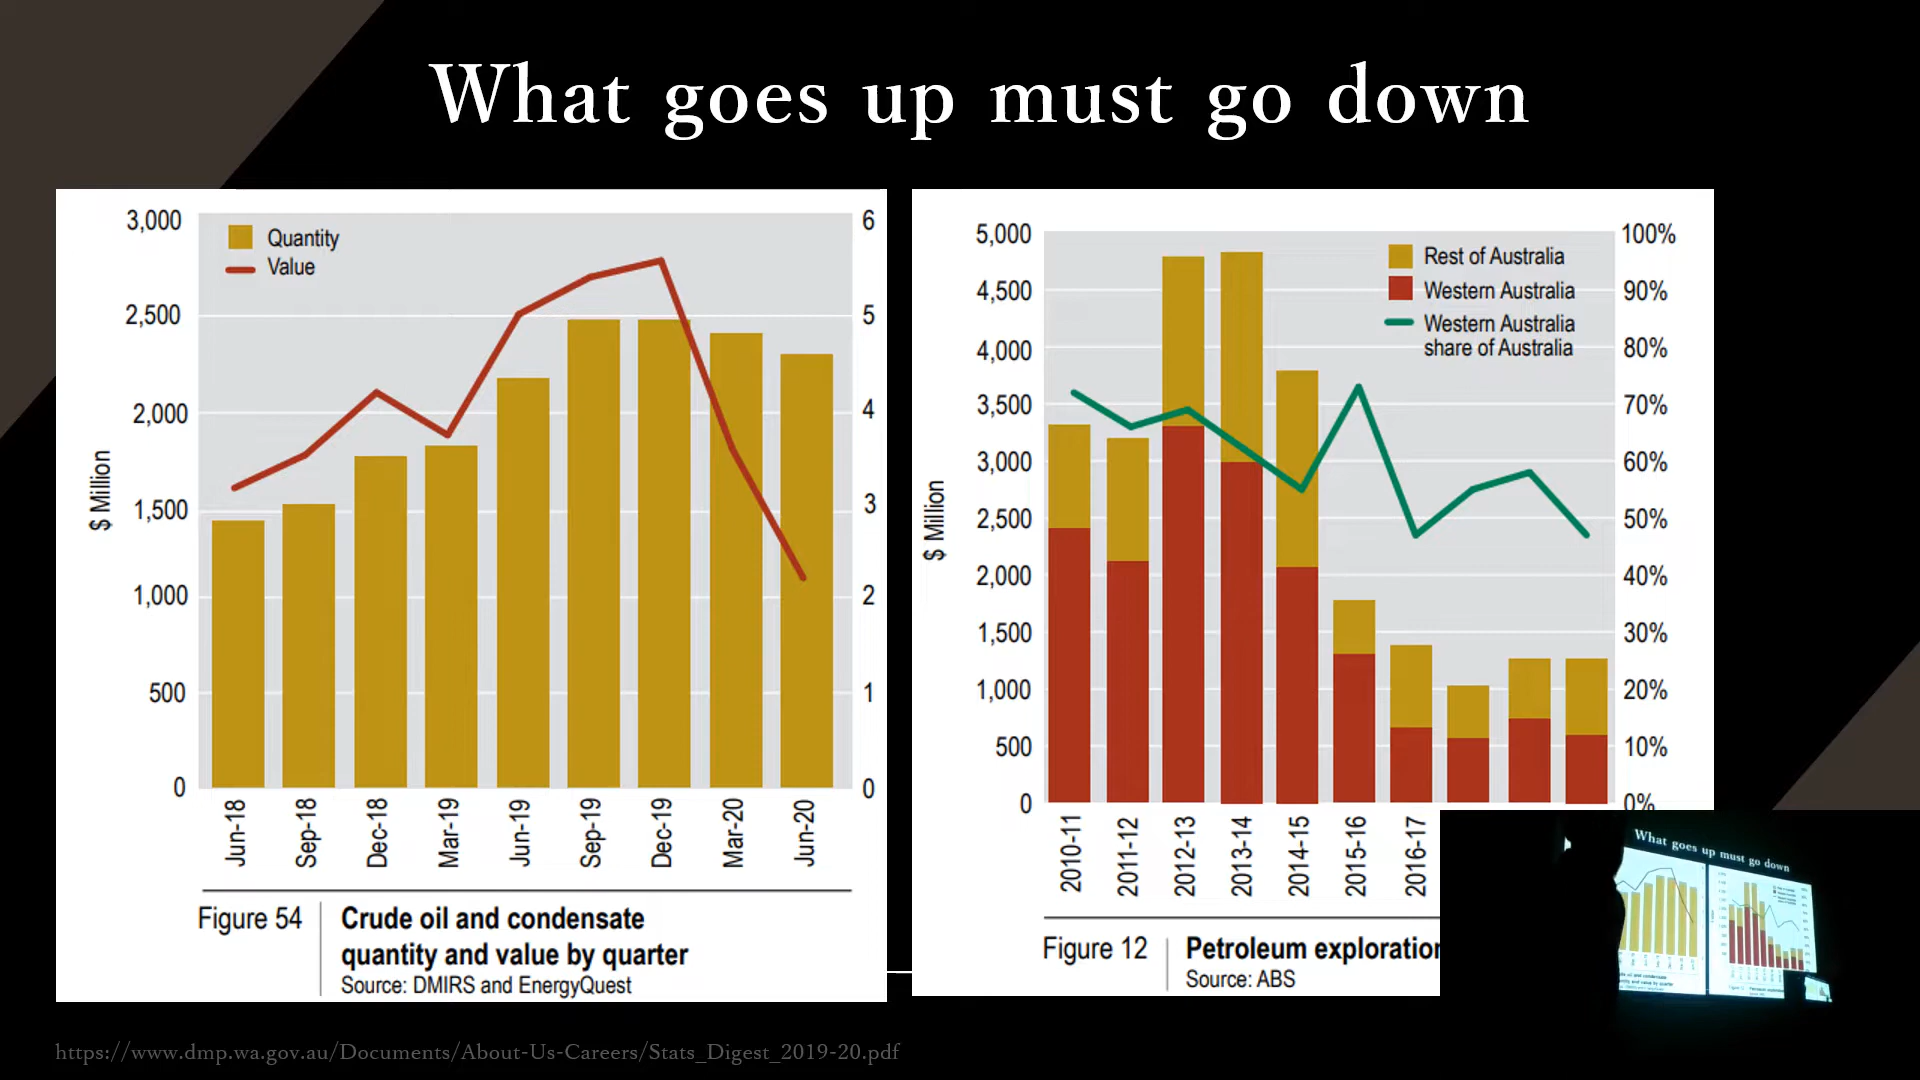 What goes up must go down
3,000
2,500
2,000
1,500
1,000
500
0
$ Million
Quantity
Value
6
5
4
3
2
1
0
Jun-18
Sep-18
Dec-18
Mar-19
Jun-19
Sep-19
Dec-19
Mar-20
Jun-20
Figure 54
Crude oil and condensate
quantity and value by quarter
Source: DMIRS and EnergyQuest
5,000
4,500
4,000
3,500
3,000
2,500
2,000
1,500
1,000
500
0
$ Million
Rest of Australia
Western Australia
Western Australia
share of Australia
100%
90%
80%
70%
60%
50%
40%
30%
20%
10%
0%
2010-11
2011-12
2012-13
2013-14
2014-15
2015-16
2016-17
Figure 12
Petroleum exploration
Source: ABS
What goes up must go down
https://www.dmp.wa.gov.au/Documents/About-Us-Careers/Stats_Digest_2019-20.pdf